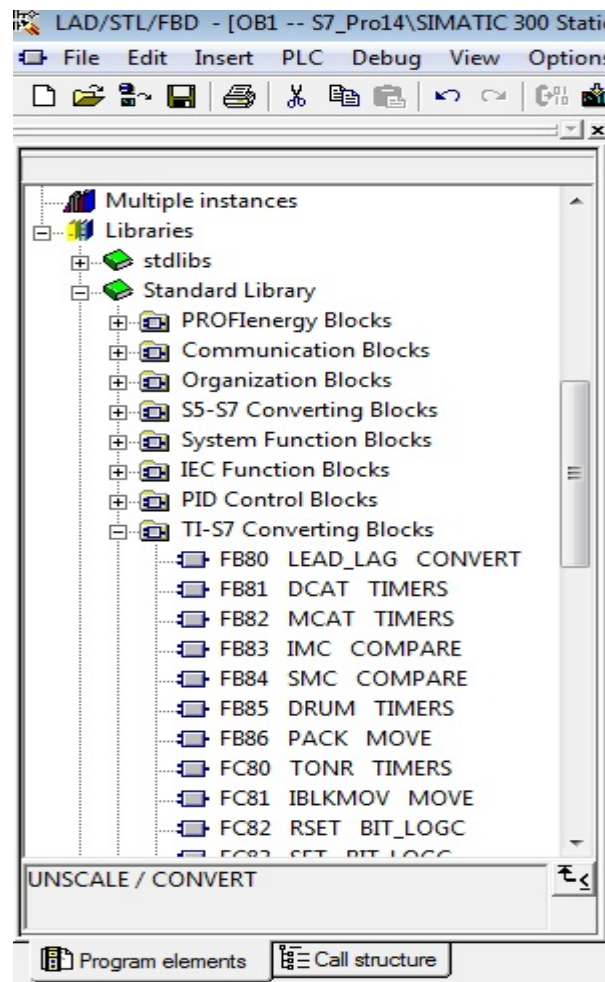 LAD/STL/FBD - [OB1 -- S7_Pro14\SIMATIC 300 Stati
File Edit Insert PLC Debug View Options
Multiple instances
Libraries
stdlibs
Standard Library
PROFIenergy Blocks
Communication Blocks
Organization Blocks
S5-S7 Converting Blocks
System Function Blocks
IEC Function Blocks
PID Control Blocks
TI-S7 Converting Blocks
FB80 LEAD_LAG CONVERT
FB81 DCAT TIMERS
FB82 MCAT TIMERS
FB83 IMC COMPARE
FB84 SMC COMPARE
FB85 DRUM TIMERS
FB86 PACK MOVE
FC80 TONR TIMERS
FC81 IBLKMOV MOVE
FC82 RSET BIT_LOGC
FC83 SET BIT_LOGC
UNSCALE / CONVERT
Program elements Call structure